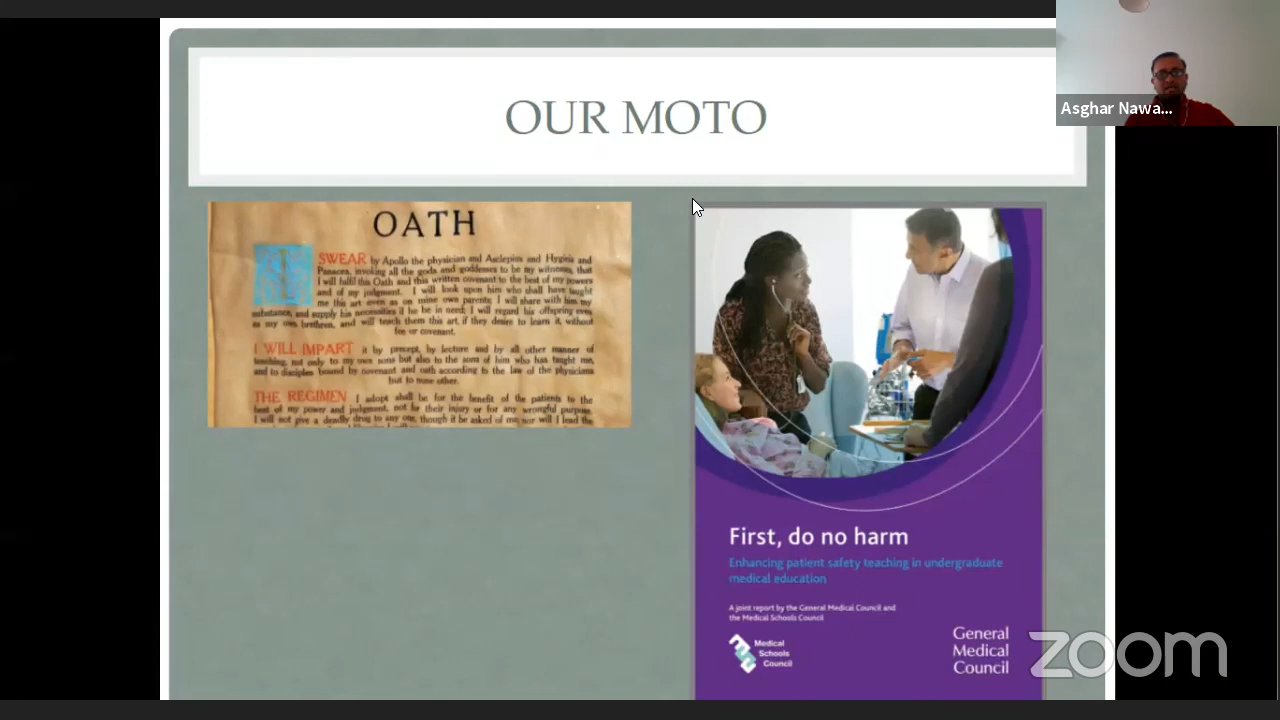 OUR MOTO
Asghar Nawa...
OATH
I SWEAR by Apollo the physician and Asclepius and Hygieia and
Panacea, invoking all the gods and goddesses to be my witnesses, that
I will fulfil this Oath and this written covenant to the best of my powers
and of my judgment. I will look upon him who shall have taught
me this art even as on mine own parents; I will share with him my
substance, and supply his necessities if he be in need; I will regard his offspring even
as my own brethren, and will teach them this art, if they desire to learn it, without
fee or covenant.
I WILL IMPART it by precept, by lecture and by all other manner of
teaching, not only to my own sons but also to the sons of him who has taught me,
and to disciples bound by covenant and oath according to the law of the physicians
but to none other.
THE REGIMEN I adopt shall be for the benefit of the patients to the
best of my power and judgment, not for their injury or for any wrongful purpose.
I will not give a deadly drug to any one, though it be asked of me, nor will I lead the
First, do no harm
Enhancing patient safety teaching in undergraduate
medical education
A joint report by the General Medical Council and
the Medical Schools Council
Medical
Schools
Council
General
Medical
Council
zoom